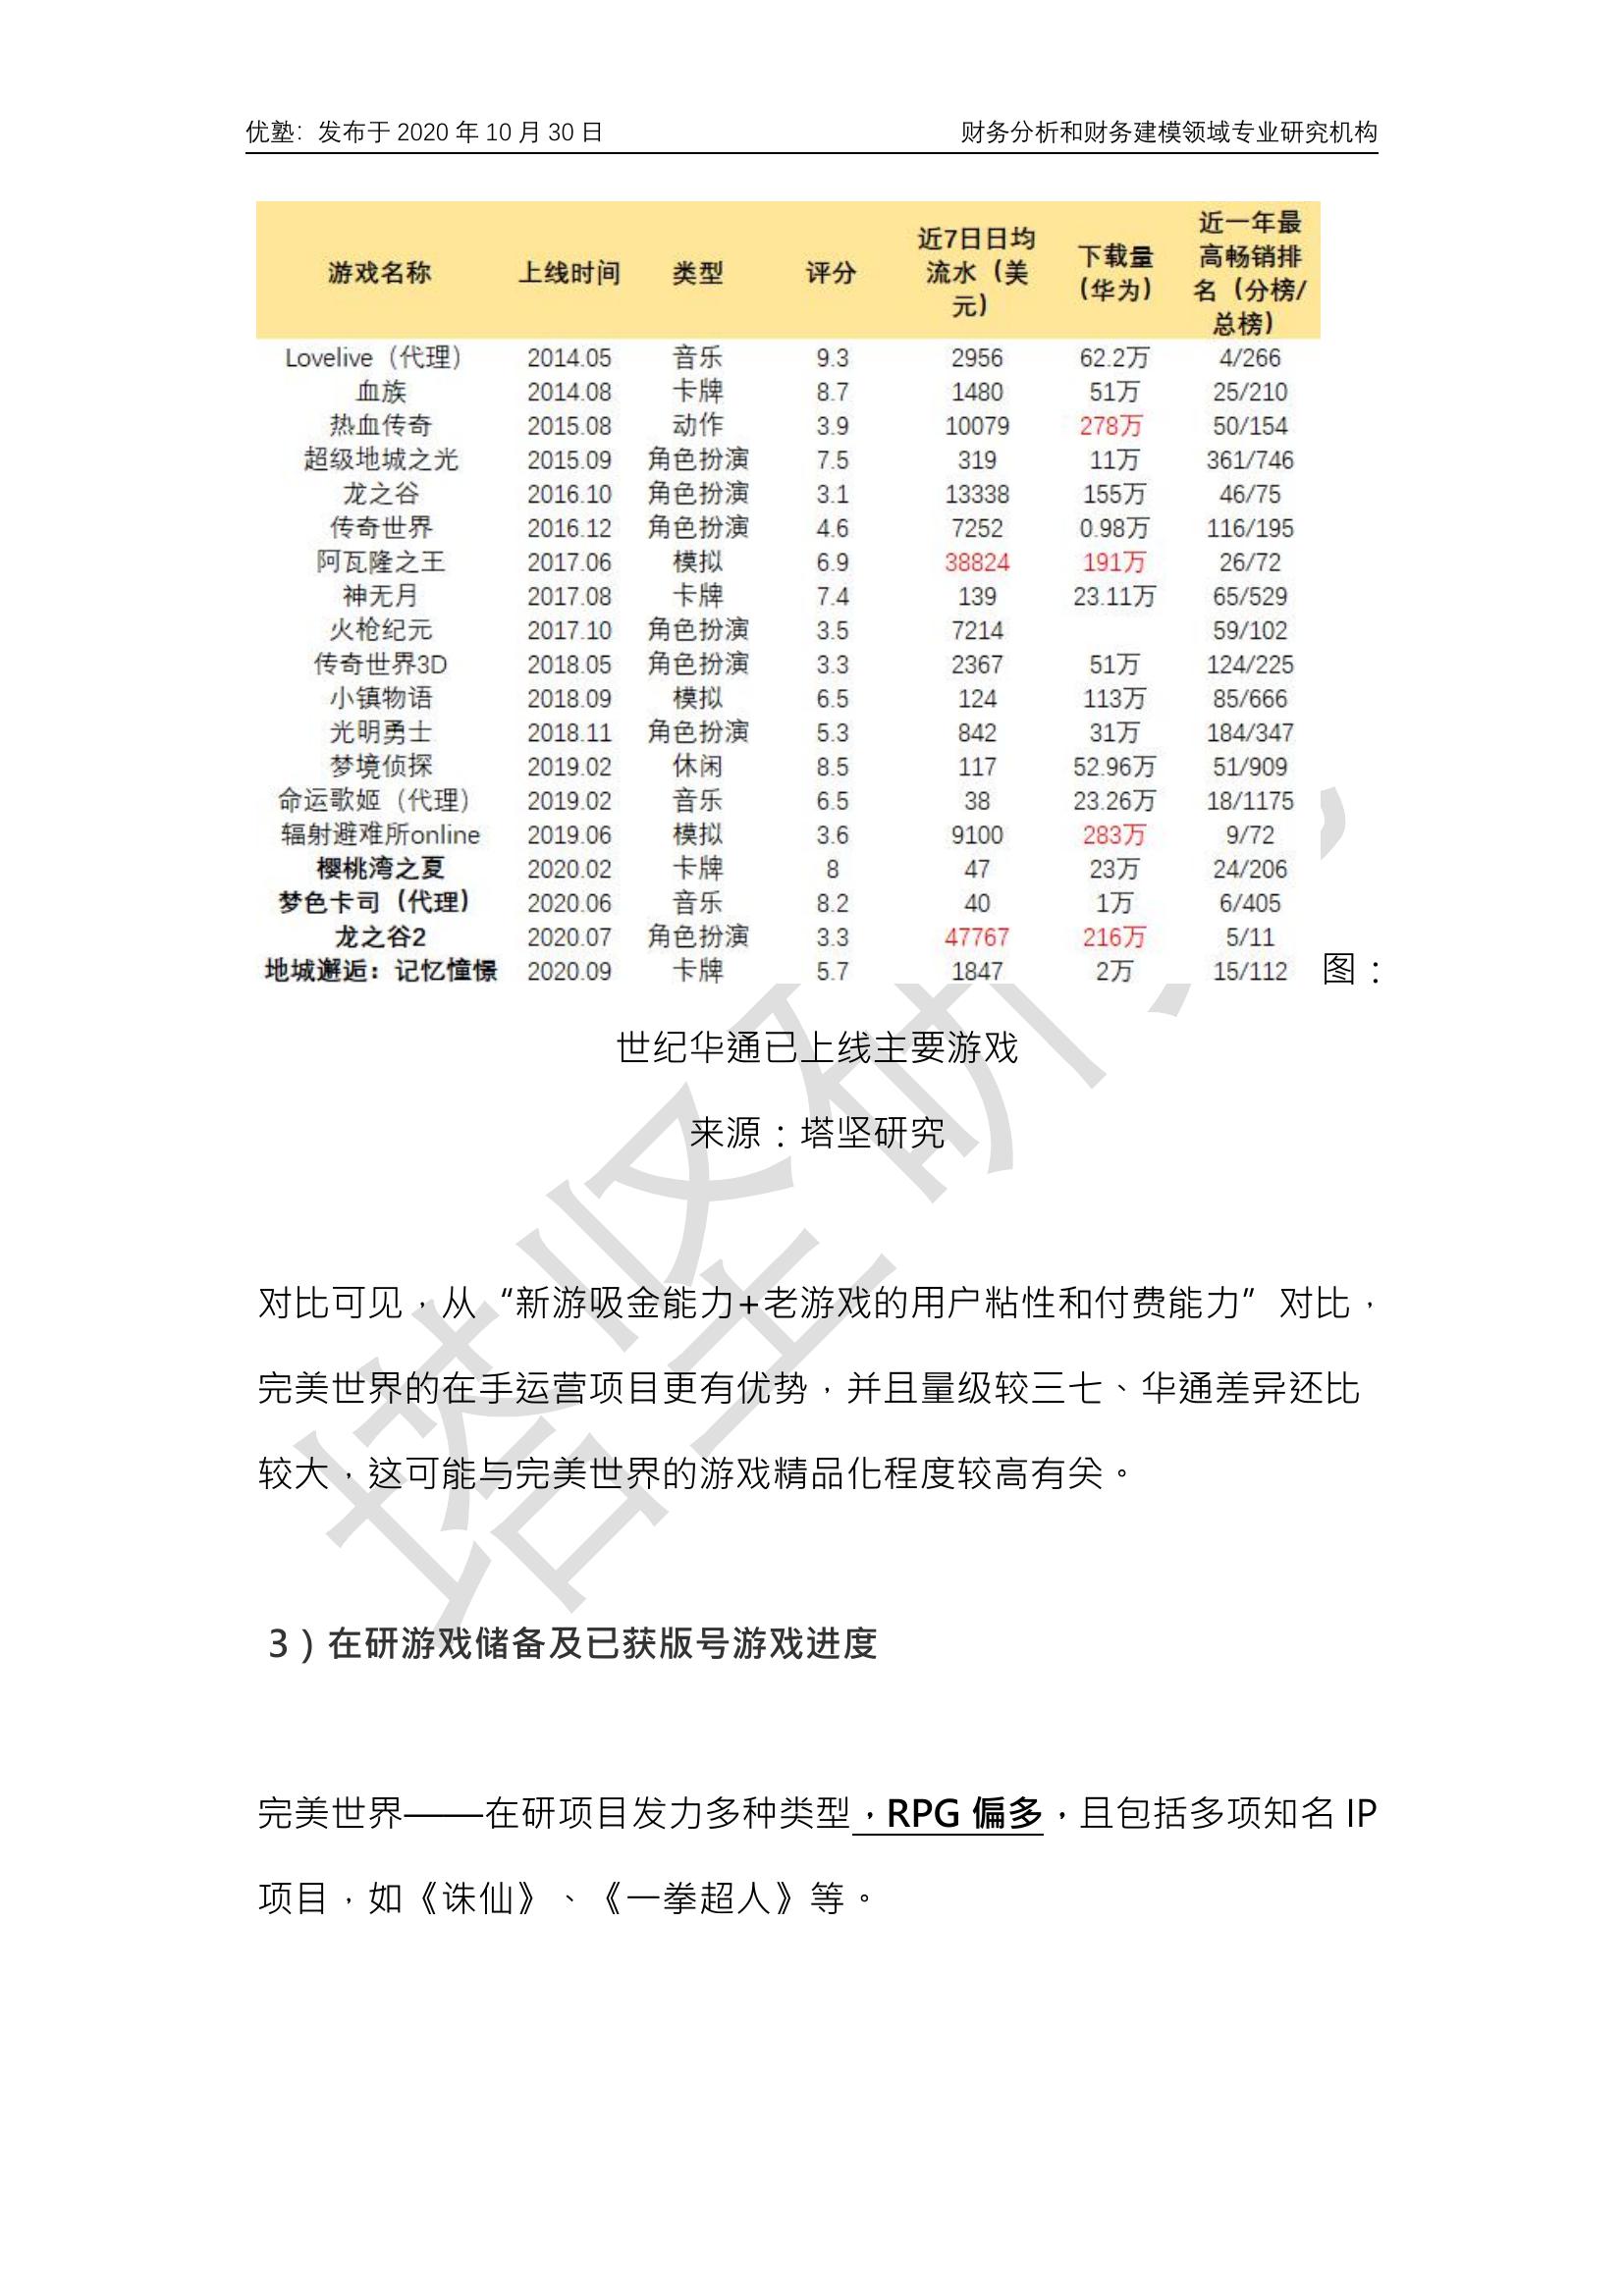 优塾：发布于 2020 年 10 月 30 日 财务分析和财务建模领域专业研究机构
游戏名称 上线时间 类型 评分 近7日日均流水（美元） 下载量（华为） 近一年最高畅销排名（分榜/总榜）
Lovelive（代理） 2014.05 音乐 9.3 2956 62.2万 4/266
血族 2014.08 卡牌 8.7 1480 51万 25/210
热血传奇 2015.08 动作 3.9 10079 278万 50/154
超级地城之光 2015.09 角色扮演 7.5 319 11万 361/746
龙之谷 2016.10 角色扮演 3.1 13338 155万 46/75
传奇世界 2016.12 角色扮演 4.6 7252 0.98万 116/195
阿瓦隆之王 2017.06 模拟 6.9 38824 191万 26/72
神无月 2017.08 卡牌 7.4 139 23.11万 65/529
火枪纪元 2017.10 角色扮演 3.5 7214 59/102
传奇世界3D 2018.05 角色扮演 3.3 2367 51万 124/225
小镇物语 2018.09 模拟 6.5 124 113万 85/666
光明勇士 2018.11 角色扮演 5.3 842 31万 184/347
梦境侦探 2019.02 休闲 8.5 117 52.96万 51/909
命运歌姬（代理） 2019.02 音乐 6.5 38 23.26万 18/1175
辐射避难所online 2019.06 模拟 3.6 9100 283万 9/72
樱桃湾之夏 2020.02 卡牌 8 47 23万 24/206
梦色卡司（代理） 2020.06 音乐 8.2 40 1万 6/405
龙之谷2 2020.07 角色扮演 3.3 47767 216万 5/11
地城邂逅：记忆憧憬 2020.09 卡牌 5.7 1847 2万 15/112 图：
世纪华通已上线主要游戏
来源：塔坚研究
对比可见，从“新游吸金能力+老游戏的用户粘性和付费能力”对比，
完美世界的在手运营项目更有优势，并且量级较三七、华通差异还比
较大，这可能与完美世界的游戏精品化程度较高有关。
3）在研游戏储备及已获版号游戏进度
完美世界——在研项目发力多种类型，RPG 偏多，且包括多项知名 IP
项目，如《诛仙》、《一拳超人》等。
塔坚研